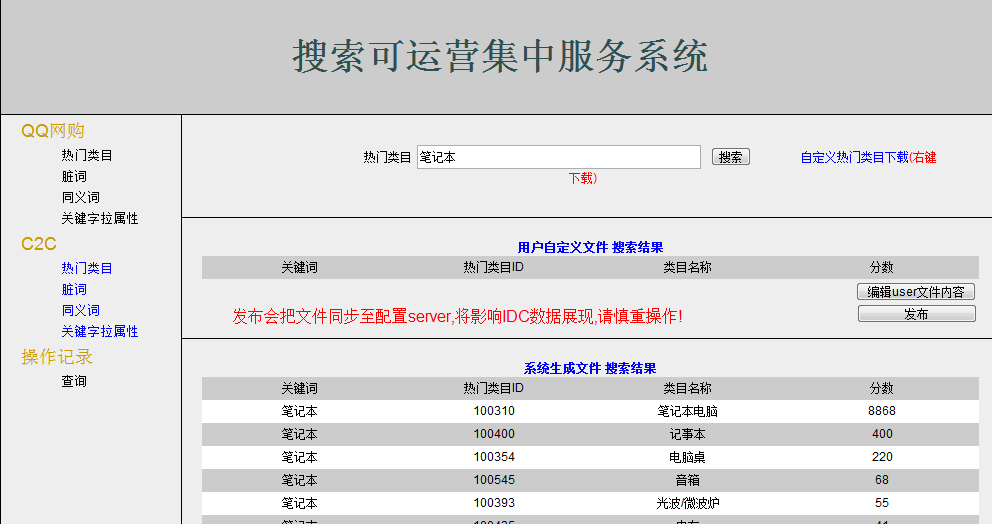 搜索可运营集中服务系统
QQ网购
热门类目
脏词
同义词
关键字拉属性
C2C
热门类目
脏词
同义词
关键字拉属性
操作记录
查询
热门类目 笔记本 搜索 自定义热门类目下载(右键
下载)
用户自定义文件 搜索结果
关键词 热门类目ID 类目名称 分数
编辑user文件内容
发布会把文件同步至配置server,将影响IDC数据展现,请慎重操作!
发布
系统生成文件 搜索结果
关键词 热门类目ID 类目名称 分数
笔记本 100310 笔记本电脑 8868
笔记本 100400 记事本 400
笔记本 100354 电脑桌 220
笔记本 100545 音箱 68
笔记本 100393 光波/微波炉 55
笔记本